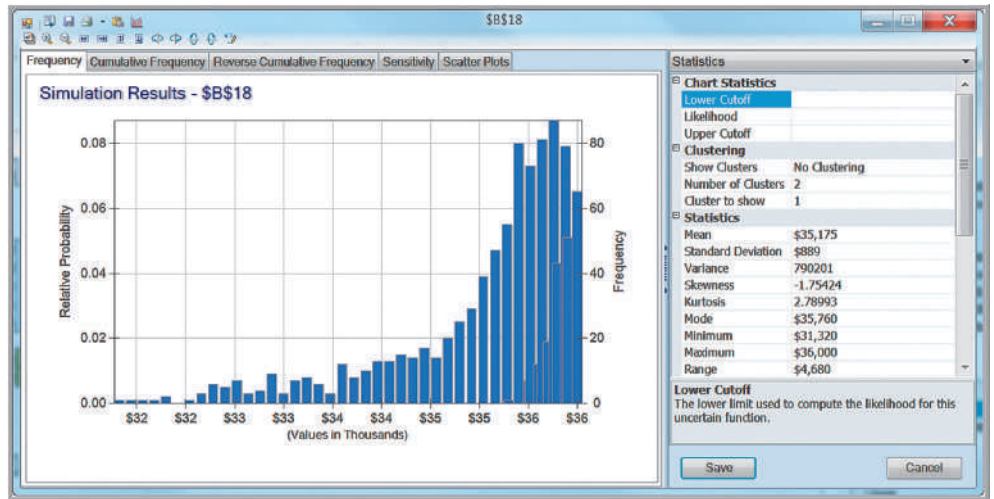 $B$18
Frequency Cumulative Frequency Reverse Cumulative Frequency Sensitivity Scatter Plots
Simulation Results - $B$18
0.08
0.06
0.04
0.02
0.00
Relative Probability
80
60
40
20
0
Frequency
$32 $32 $33 $33 $34 $34 $35 $35 $36 $36
(Values in Thousands)
Statistics
Chart Statistics
Lower Cutoff
Likelihood
Upper Cutoff
Clustering
Show Clusters No Clustering
Number of Clusters 2
Cluster to show 1
Statistics
Mean $35,175
Standard Deviation $889
Variance 790201
Skewness -1.75424
Kurtosis 2.78993
Mode $35,760
Minimum $31,320
Maximum $36,000
Range $4,680
Lower Cutoff
The lower limit used to compute the likelihood for this
uncertain function.
Save Cancel